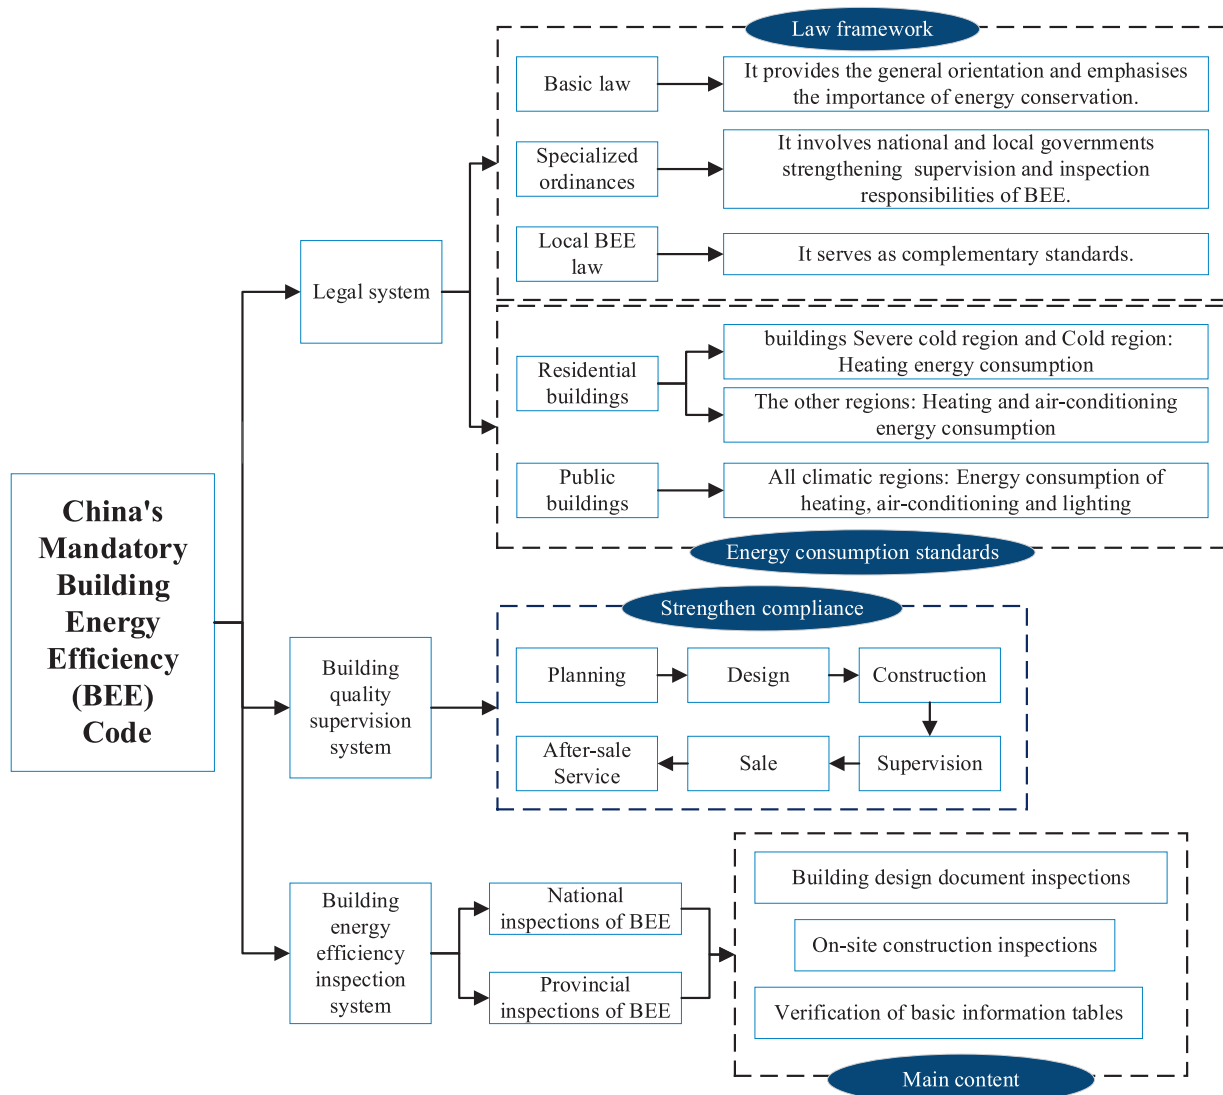 China's
Mandatory
Building
Energy
Efficiency
(BEE)
Code
Legal system
Law framework
Basic law
It provides the general orientation and emphasises
the importance of energy conservation.
Specialized
ordinances
It involves national and local governments
strengthening supervision and inspection
responsibilities of BEE.
Local BEE
law
It serves as complementary standards.
Residential
buildings
buildings Severe cold region and Cold region:
Heating energy consumption
The other regions: Heating and air-conditioning
energy consumption
Public
buildings
All climatic regions: Energy consumption of
heating, air-conditioning and lighting
Energy consumption standards
Building
quality
supervision
system
Strengthen compliance
Planning
Design
Construction
Supervision
Sale
After-sale
Service
Building
energy
efficiency
inspection
system
National
inspections of BEE
Provincial
inspections of BEE
Building design document inspections
On-site construction inspections
Verification of basic information tables
Main content